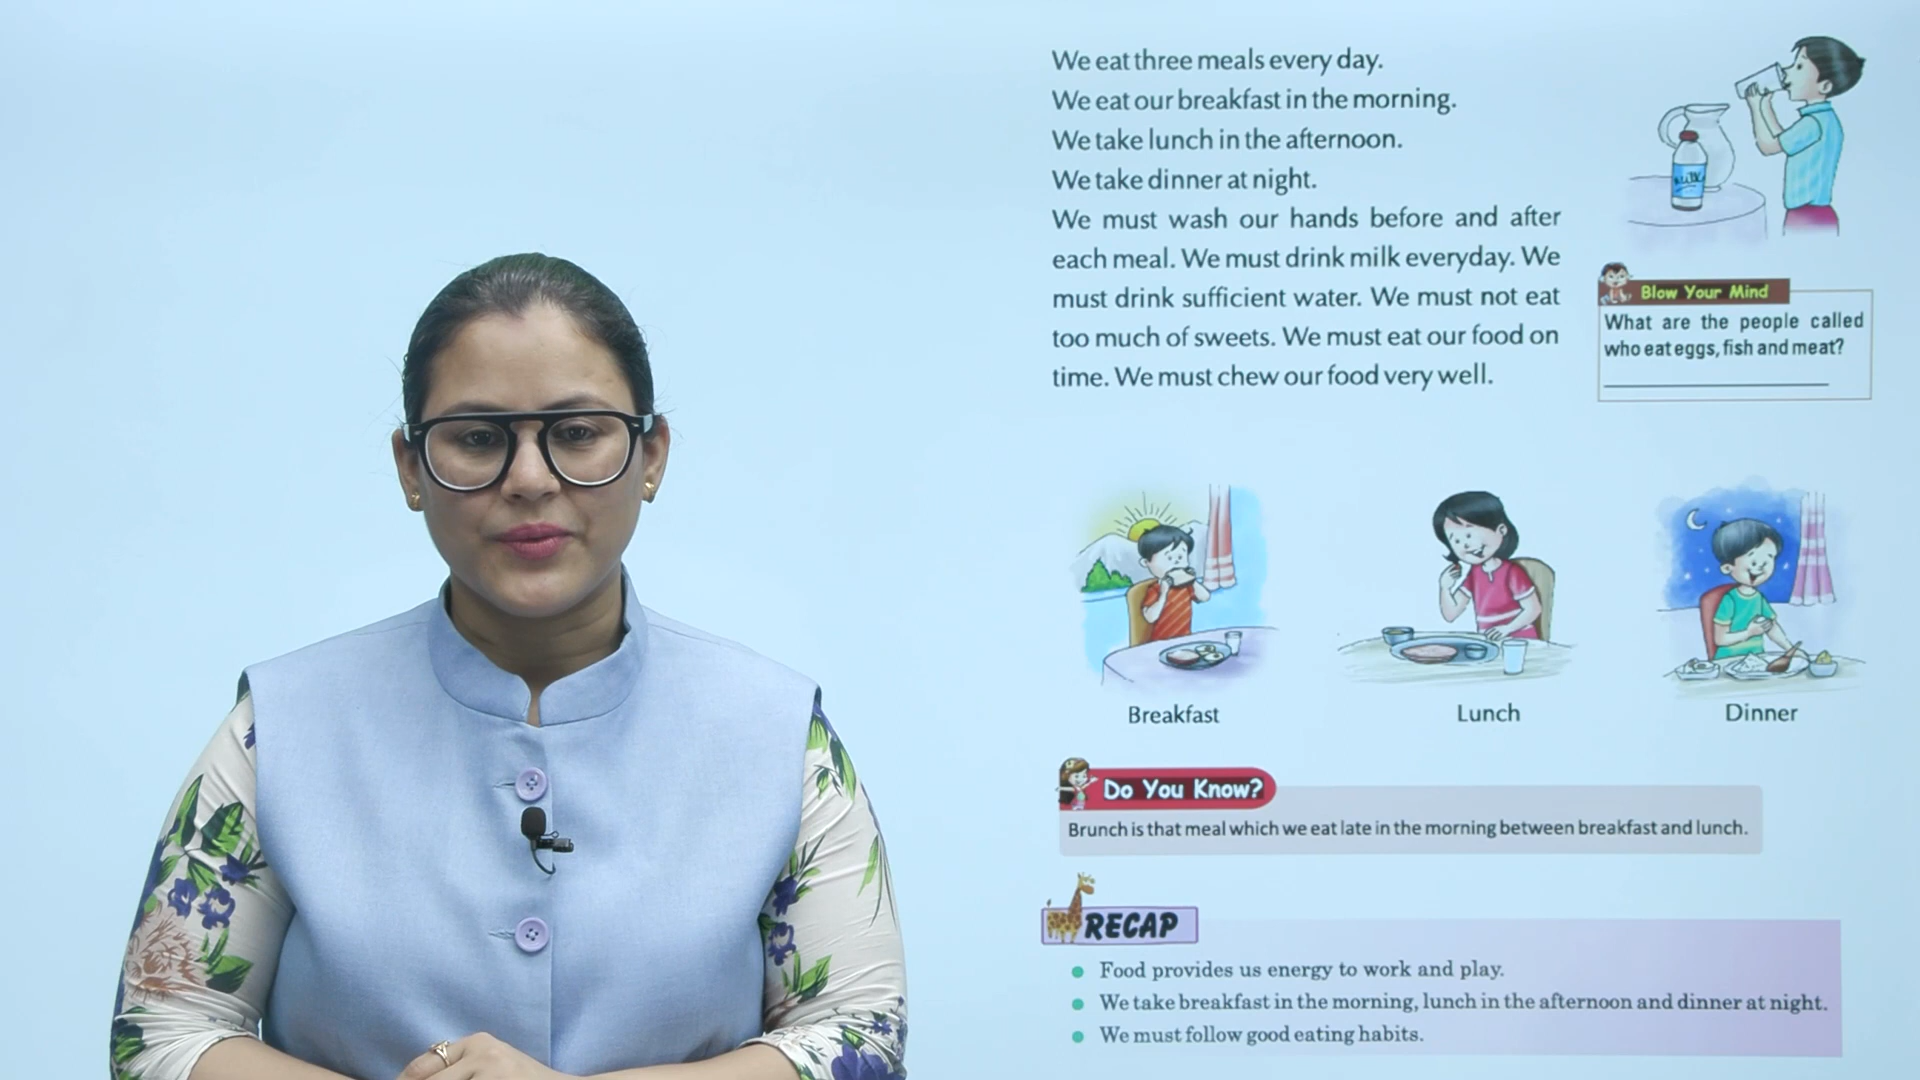 We eat three meals every day.
We eat our breakfast in the morning.
We take lunch in the afternoon.
We take dinner at night.
We must wash our hands before and after
each meal. We must drink milk everyday. We
must drink sufficient water. We must not eat
too much of sweets. We must eat our food on
time. We must chew our food very well.
MILK
Blow Your Mind
What are the people called
who eat eggs, fish and meat?
Breakfast
Lunch
Dinner
Do You Know?
Brunch is that meal which we eat late in the morning between breakfast and lunch.
RECAP
Food provides us energy to work and play.
We take breakfast in the morning, lunch in the afternoon and dinner at night.
We must follow good eating habits.